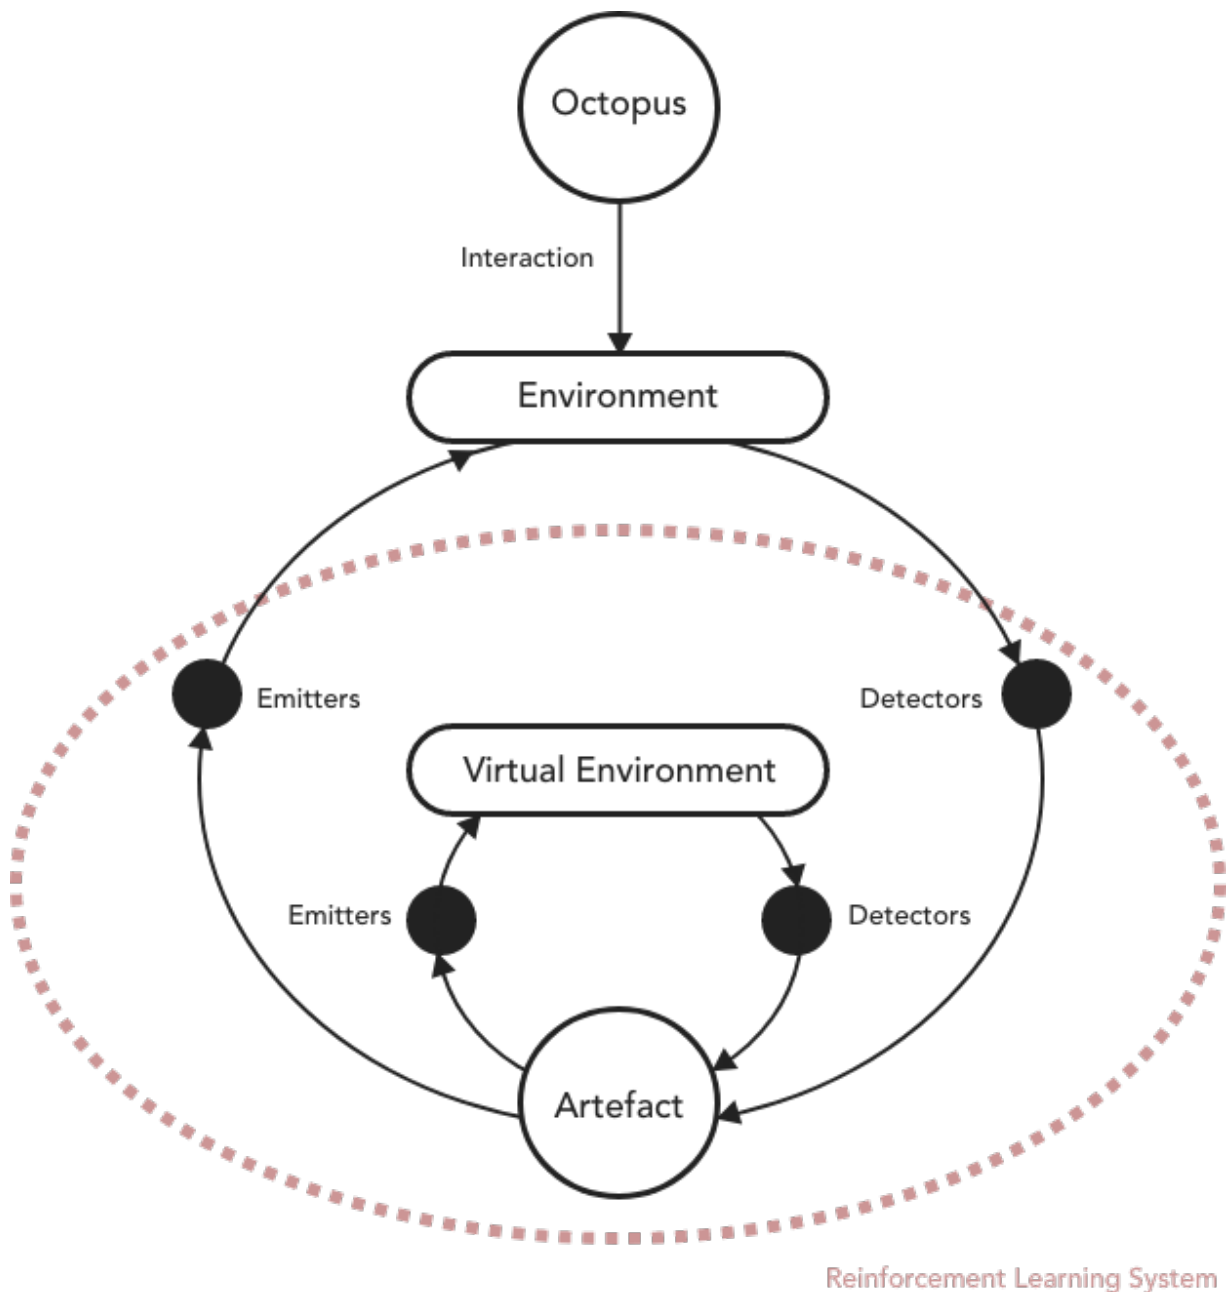 Octopus
Interaction
Environment
Emitters
Detectors
Virtual Environment
Emitters
Detectors
Artefact
Reinforcement Learning System